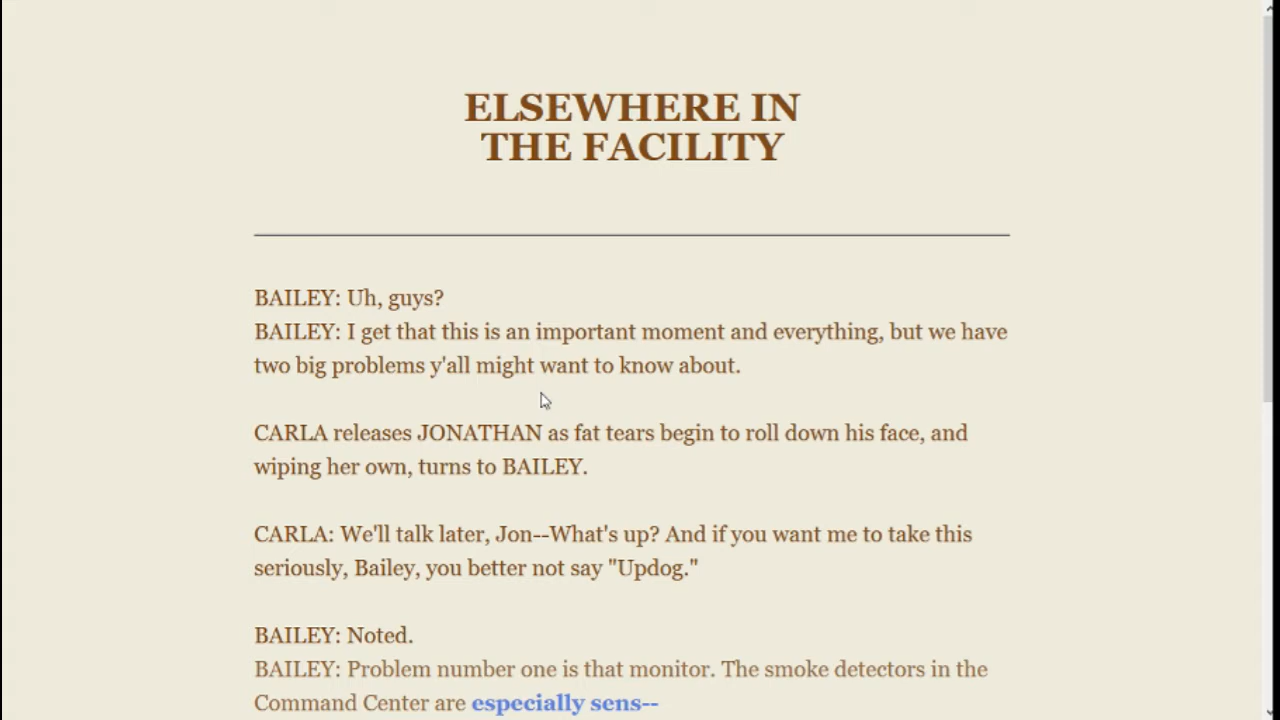 ELSEWHERE IN
THE FACILITY
BAILEY: Uh, guys?
BAILEY: I get that this is an important moment and everything, but we have
two big problems y'all might want to know about.
CARLA releases JONATHAN as fat tears begin to roll down his face, and
wiping her own, turns to BAILEY.
CARLA: We'll talk later, Jon--What's up? And if you want me to take this
seriously, Bailey, you better not say "Updog."
BAILEY: Noted.
BAILEY: Problem number one is that monitor. The smoke detectors in the
Command Center are especially sens--